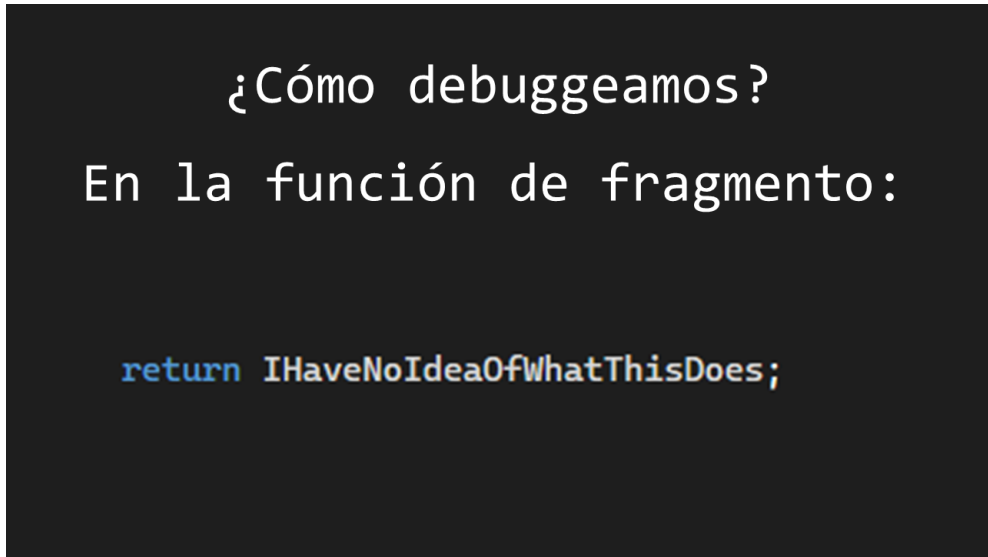 ¿Cómo debuggeamos?
En la función de fragmento:
return IHaveNoIdeaOfWhatThisDoes;